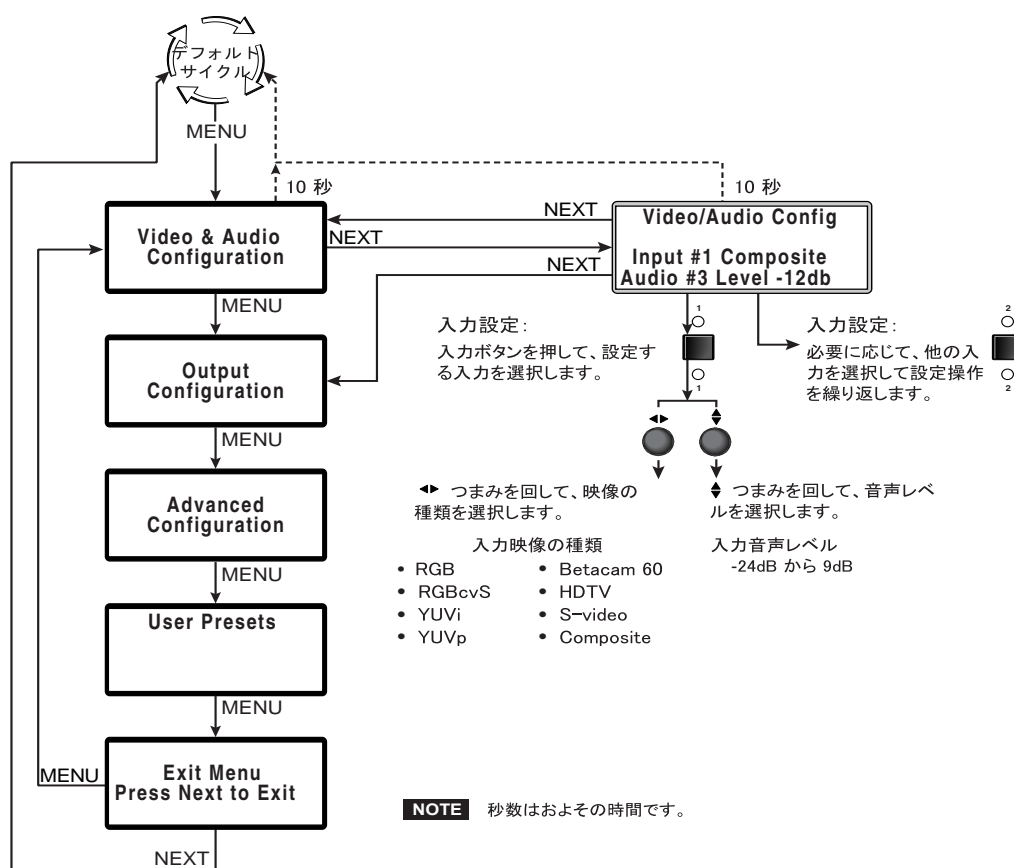 デフォルト
サイクル
MENU
10 秒
10 秒
Video & Audio
Configuration
NEXT
NEXT
NEXT
Video/Audio Config
Input #1 Composite
Audio #3 Level -12db
MENU
Output
Configuration
MENU
Advanced
Configuration
MENU
User Presets
MENU
Exit Menu
Press Next to Exit
MENU
NEXT
入力設定:
入力ボタンを押して、設定す
る入力を選択します。
1
1
入力設定:
必要に応じて、他の入
力を選択して設定操作
を繰り返します。
2
2
つまみを回して、映像の
種類を選択します。
つまみを回して、音声レベ
ルを選択します。
入力映像の種類
• RGB
• RGBcvS
• YUVi
• YUVp
• Betacam 60
• HDTV
• S-video
• Composite
入力音声レベル
-24dB から 9dB
NOTE 秒数はおよその時間です。